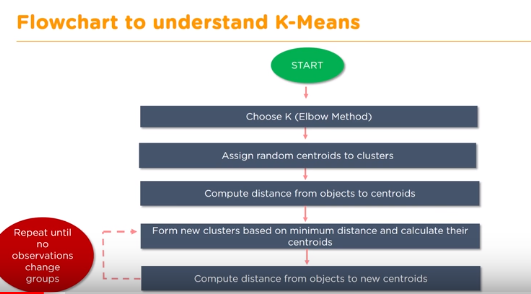 Flowchart to understand K-Means
START
Choose K (Elbow Method)
Assign random centroids to clusters
Compute distance from objects to centroids
Form new clusters based on minimum distance and calculate their
centroids
Repeat until
no
observations
change
groups
Compute distance from objects to new centroids